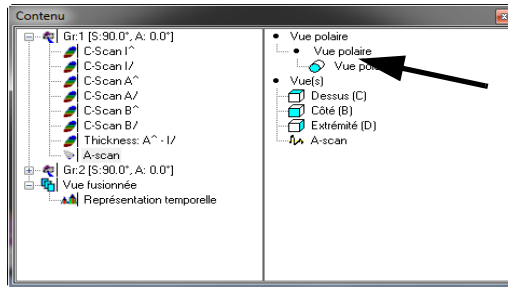 Contenu
Gr:1 [S:90.0°, A: 0.0°]
C-Scan I^
C-Scan I/
C-Scan A^
C-Scan A/
C-Scan B^
C-Scan B/
Thickness: A^ - I/
A-scan
Gr:2 [S:90.0°, A: 0.0°]
Vue fusionnée
Représentation temporelle
Vue polaire
Vue polaire
Vue
Vue(s)
Dessus (C)
Côté (B)
Extrémité (D)
A-scan